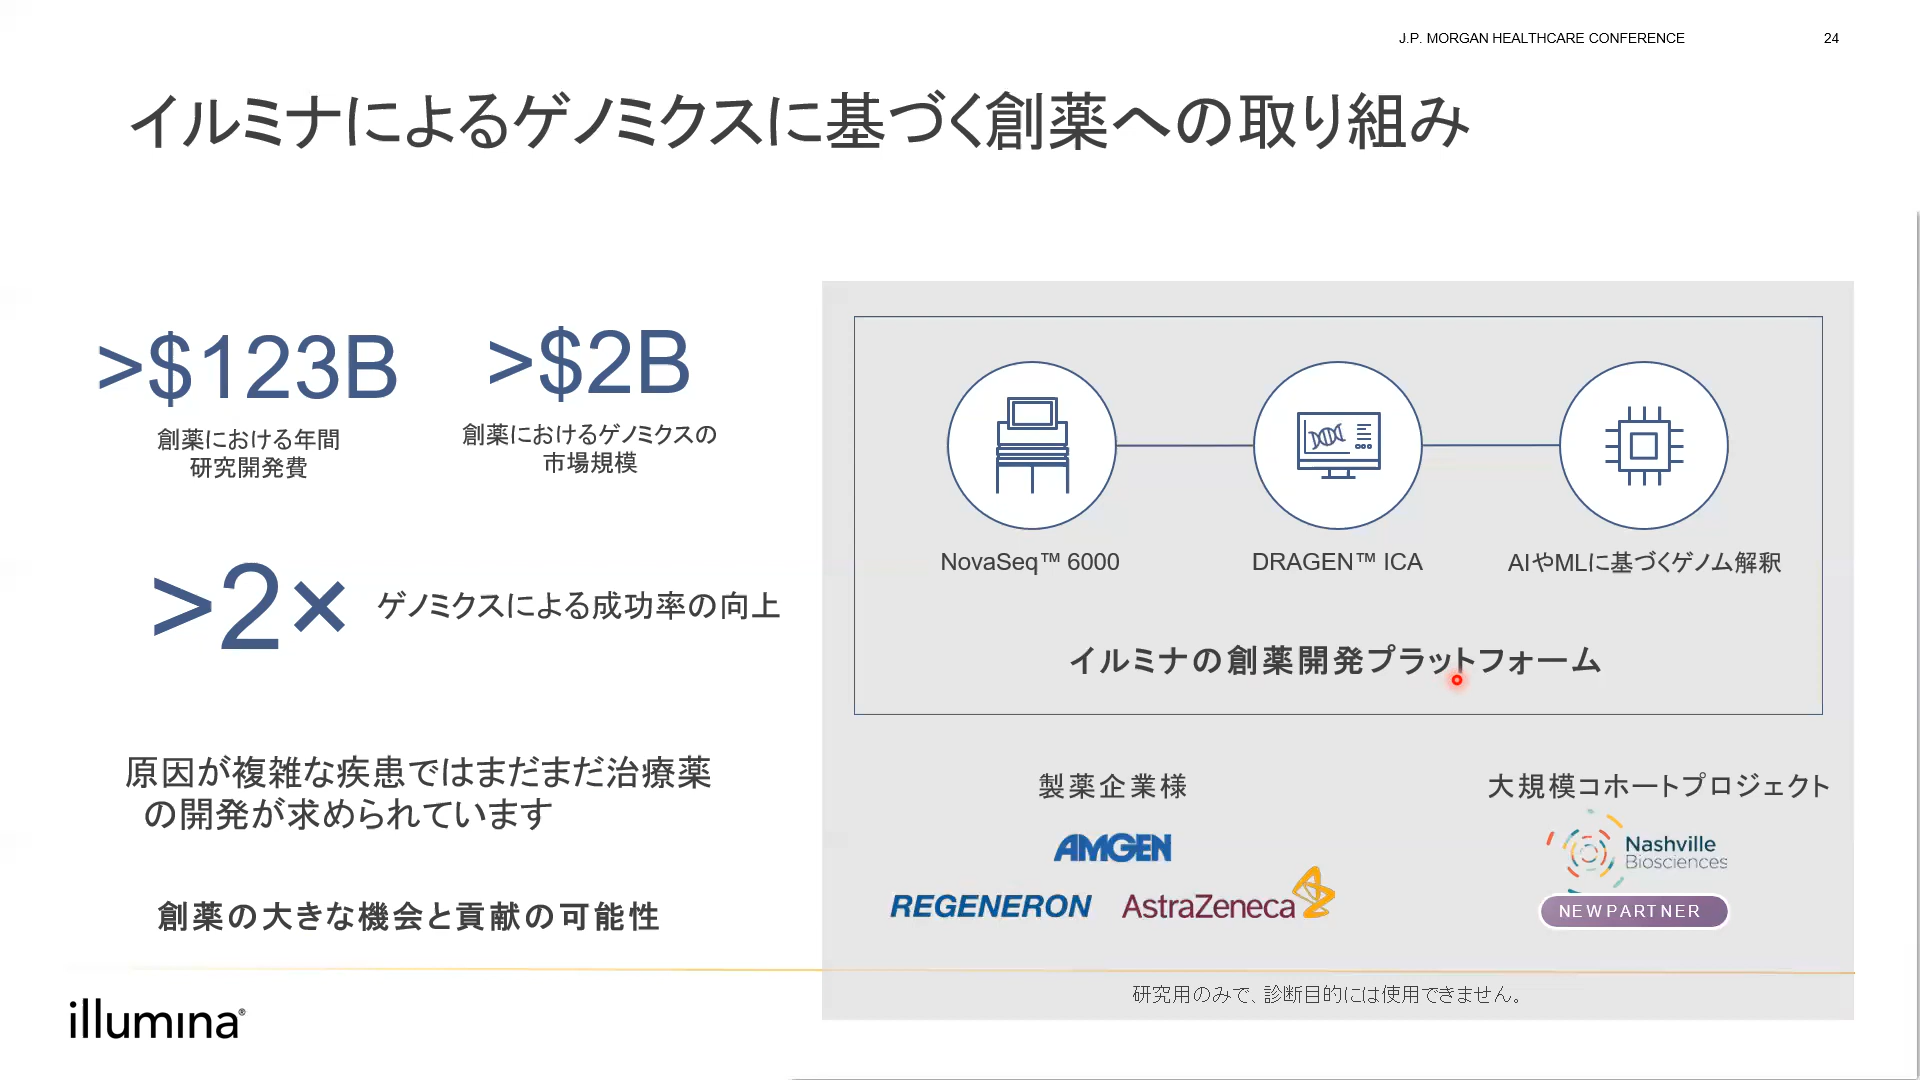 J.P. MORGAN HEALTHCARE CONFERENCE
24
イルミナによるゲノミクスに基づく創薬への取り組み
>$123B
創薬における年間
研究開発費
>$2B
創薬におけるゲノミクスの
市場規模
>2×
ゲノミクスによる成功率の向上
原因が複雑な疾患ではまだまだ治療薬
の開発が求められています
創薬の大きな機会と貢献の可能性
NovaSeq™ 6000
DRAGEN™ ICA
AIやMLに基づくゲノム解釈
イルミナの創薬開発プラットフォーム
製薬企業様
AMGEN
REGENERON
AstraZeneca
大規模コホートプロジェクト
Nashville
Biosciences
NEW PARTNER
研究用のみで、診断目的には使用できません。
illumina®